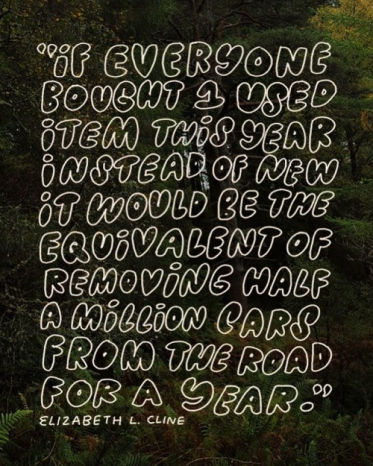 "iF EVERYONE
BOUGHT 1 USED
iTEM THiS YEAR
iNSTEAD OF NEW
iT WOULD BE THE
EQUiVALENT OF
REMOViNG HALF
A MiLLiON CARS
FROM THE ROAD
FOR A YEAR."
ELIZABETH L. CLINE